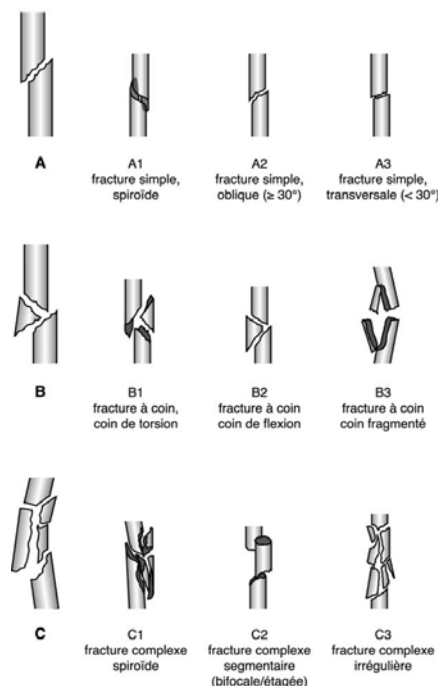 A
A1
fracture simple,
spiroïde
A2
fracture simple,
oblique (≥ 30°)
A3
fracture simple,
transversale (< 30°)
B
B1
fracture à coin,
coin de torsion
B2
fracture à coin
coin de flexion
B3
fracture à coin
coin fragmenté
C
C1
fracture complexe
spiroïde
C2
fracture complexe
segmentaire
(bifocale/étagée)
C3
fracture complexe
irrégulière